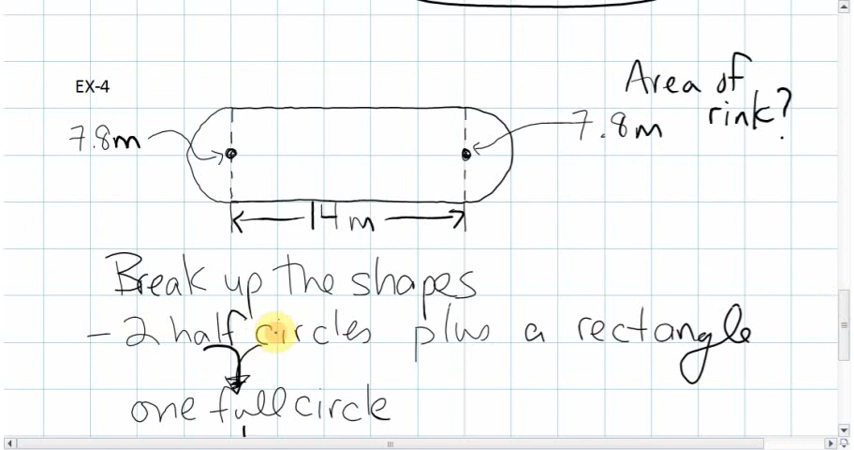 EX-4
Area of
rink?
7.8m
7.8m
14m
Break up the shapes
- 2 half circles plus a rectangle
one full circle